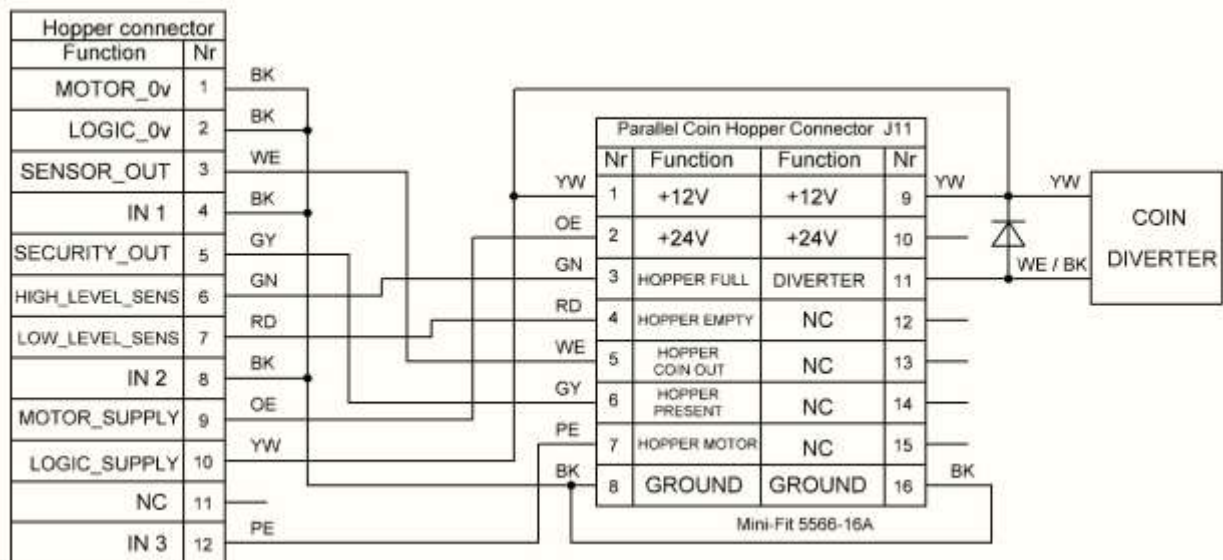 Hopper connector
Function Nr
MOTOR_0v 1 BK
LOGIC_0v 2 BK
SENSOR_OUT 3 WE
IN 1 4 BK
SECURITY_OUT 5 GY
HIGH_LEVEL_SENS 6 GN
LOW_LEVEL_SENS 7 RD
IN 2 8 BK
MOTOR_SUPPLY 9 OE
LOGIC_SUPPLY 10 YW
NC 11
IN 3 12 PE
Parallel Coin Hopper Connector J11
Nr Function Function Nr
YW 1 +12V +12V 9 YW YW
OE 2 +24V +24V 10
GN 3 HOPPER FULL DIVERTER 11 WE / BK
RD 4 HOPPER EMPTY NC 12
WE 5 HOPPER COIN OUT NC 13
GY 6 HOPPER PRESENT NC 14
PE 7 HOPPER MOTOR NC 15
BK 8 GROUND GROUND 16 BK
Mini-Fit 5566-16A
COIN
DIVERTER